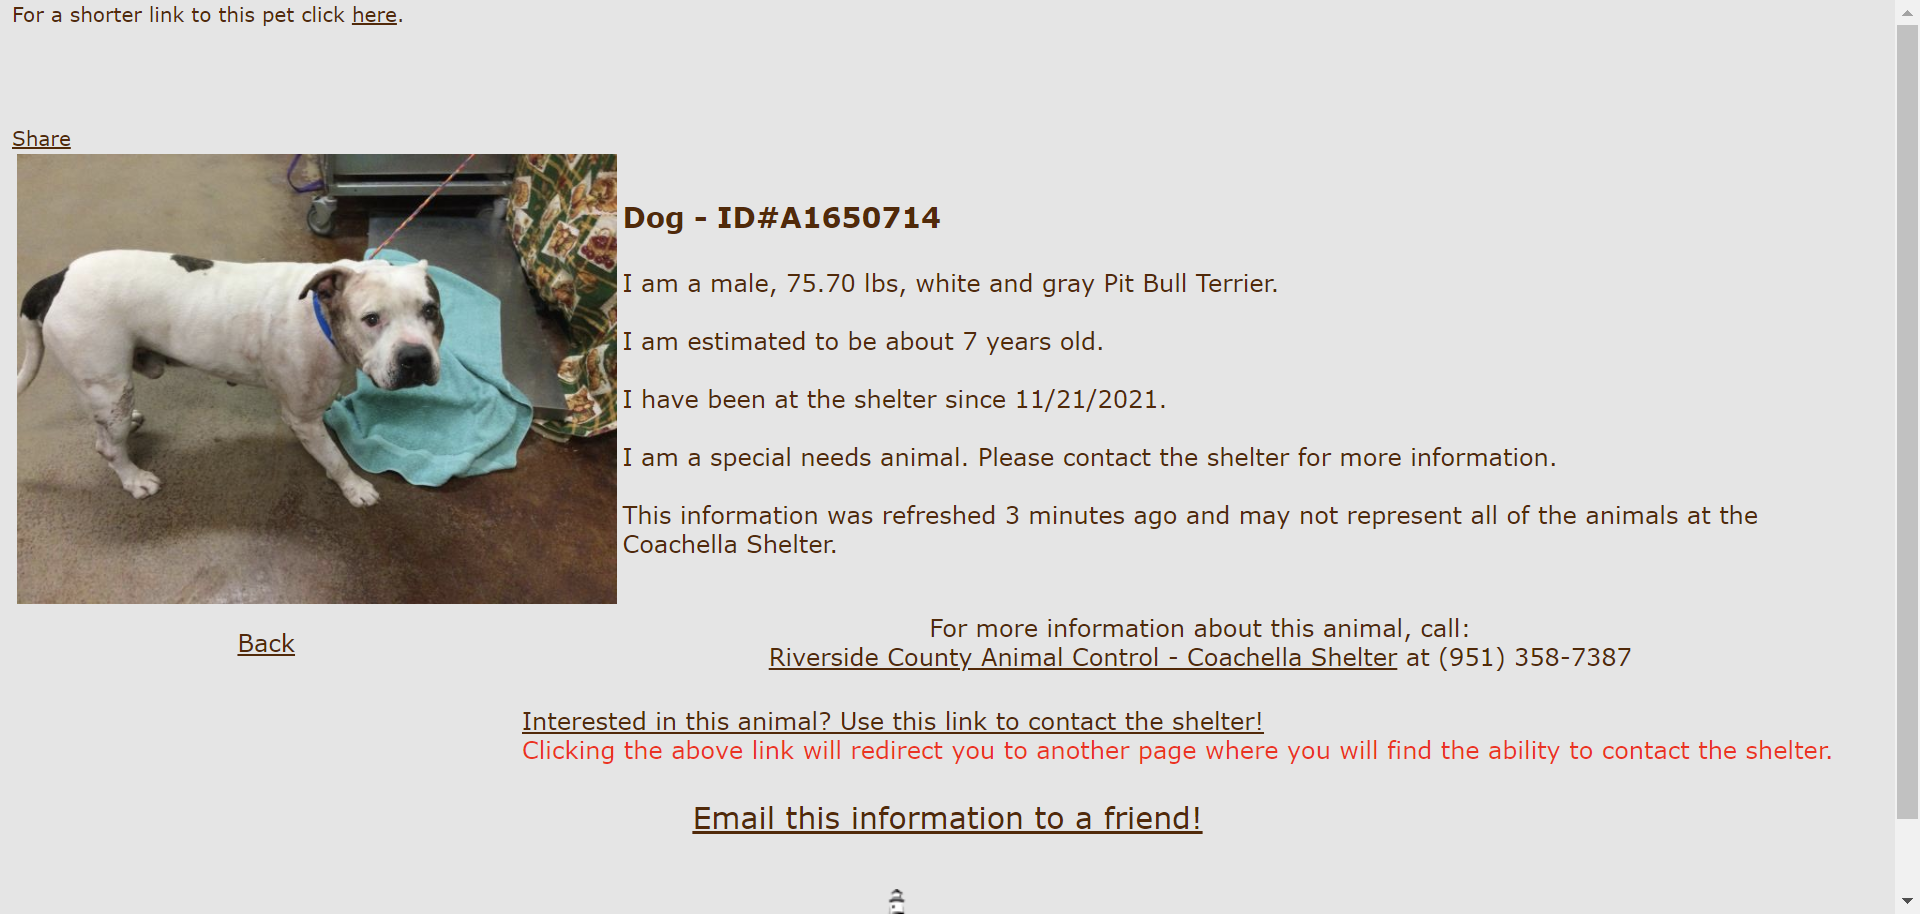 For a shorter link to this pet click here.
Share
Dog - ID#A1650714
I am a male, 75.70 lbs, white and gray Pit Bull Terrier.
I am estimated to be about 7 years old.
I have been at the shelter since 11/21/2021.
I am a special needs animal. Please contact the shelter for more information.
This information was refreshed 3 minutes ago and may not represent all of the animals at the
Coachella Shelter.
Back
For more information about this animal, call:
Riverside County Animal Control - Coachella Shelter at (951) 358-7387
Interested in this animal? Use this link to contact the shelter!
Clicking the above link will redirect you to another page where you will find the ability to contact the shelter.
Email this information to a friend!